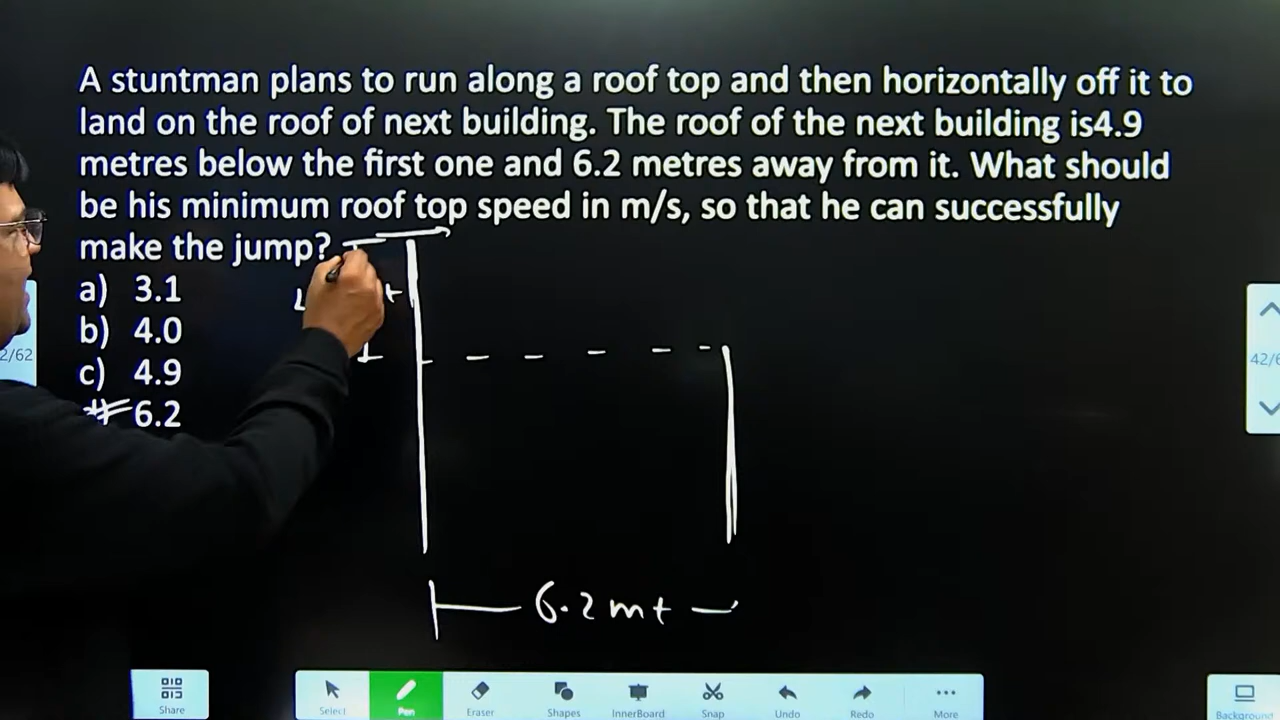 A stuntman plans to run along a roof top and then horizontally off it to
land on the roof of next building. The roof of the next building is4.9
metres below the first one and 6.2 metres away from it. What should
be his minimum roof top speed in m/s, so that he can successfully
make the jump?
a) 3.1
b) 4.0
2/62
42/6
c) 4.9
6.2
6.2mt
Share
Select
Pen
Eraser
Shapes
InnerBoard
Snap
Undo
Redo
More
Background